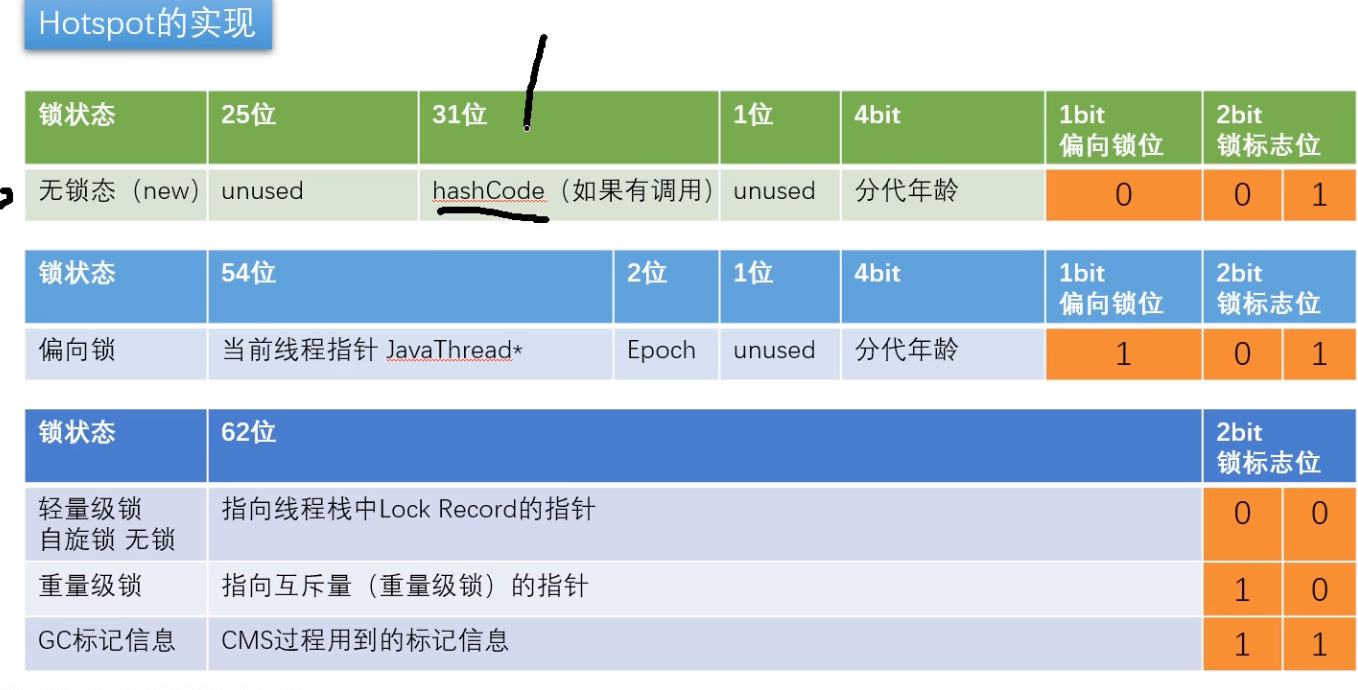 Hotspot的实现
锁状态 25位 31位 1位 4bit 1bit 2bit
偏向锁位 锁标志位
无锁态（new） unused hashCode（如果有调用） unused 分代年龄 0 0 1
锁状态 54位 2位 1位 4bit 1bit 2bit
偏向锁位 锁标志位
偏向锁 当前线程指针 JavaThread* Epoch unused 分代年龄 1 0 1
锁状态 62位 2bit
锁标志位
轻量级锁 指向线程栈中Lock Record的指针 0 0
自旋锁 无锁
重量级锁 指向互斥量（重量级锁）的指针 1 0
GC标记信息 CMS过程用到的标记信息 1 1